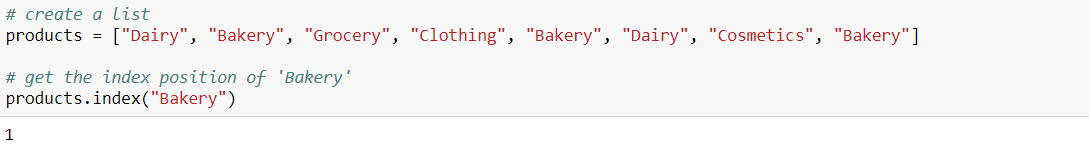 # create a list
products = ["Dairy", "Bakery", "Grocery", "Clothing", "Bakery", "Dairy", "Cosmetics", "Bakery"]
# get the index position of 'Bakery'
products.index("Bakery")
1